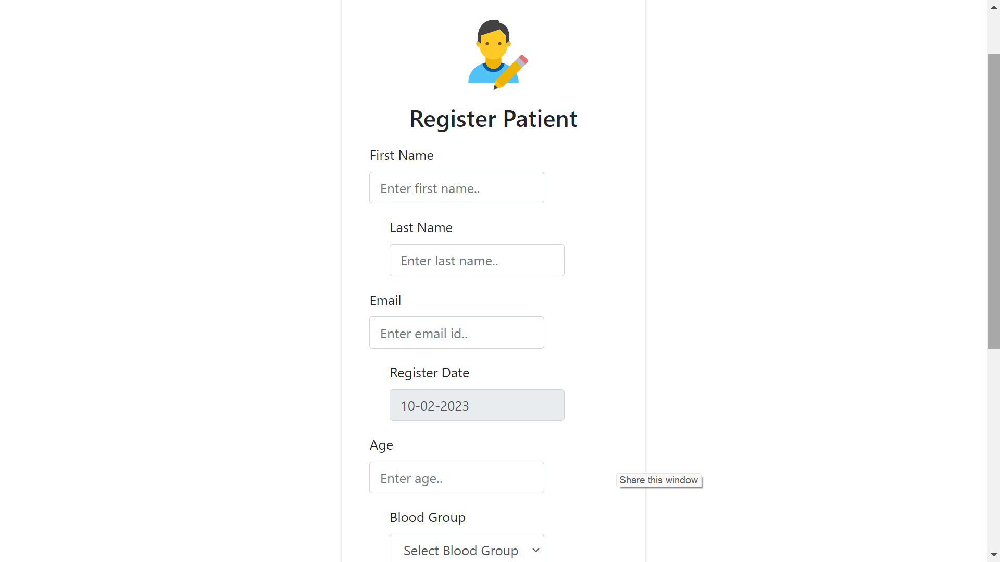 Register Patient
First Name
Enter first name..
Last Name
Enter last name..
Email
Enter email id..
Register Date
10-02-2023
Age
Enter age..
Share this window
Blood Group
Select Blood Group